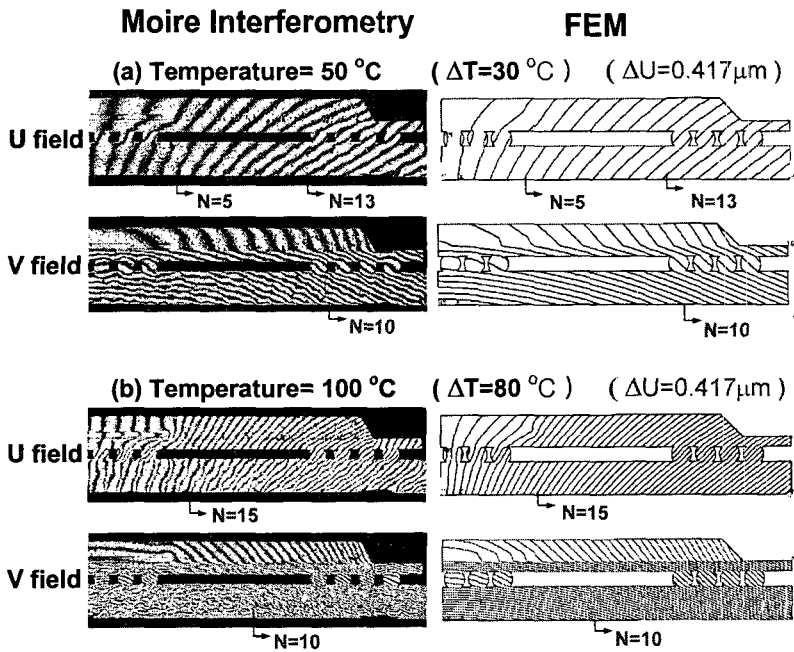 Moire Interferometry FEM
(a) Temperature= 50 °C ( ΔT=30 °C ) ( ΔU=0.417μm )
U field
N=5 N=13 N=5 N=13
V field
N=10 N=10
(b) Temperature= 100 °C ( ΔT=80 °C ) ( ΔU=0.417μm )
U field
N=15 N=15
V field
N=10 N=10